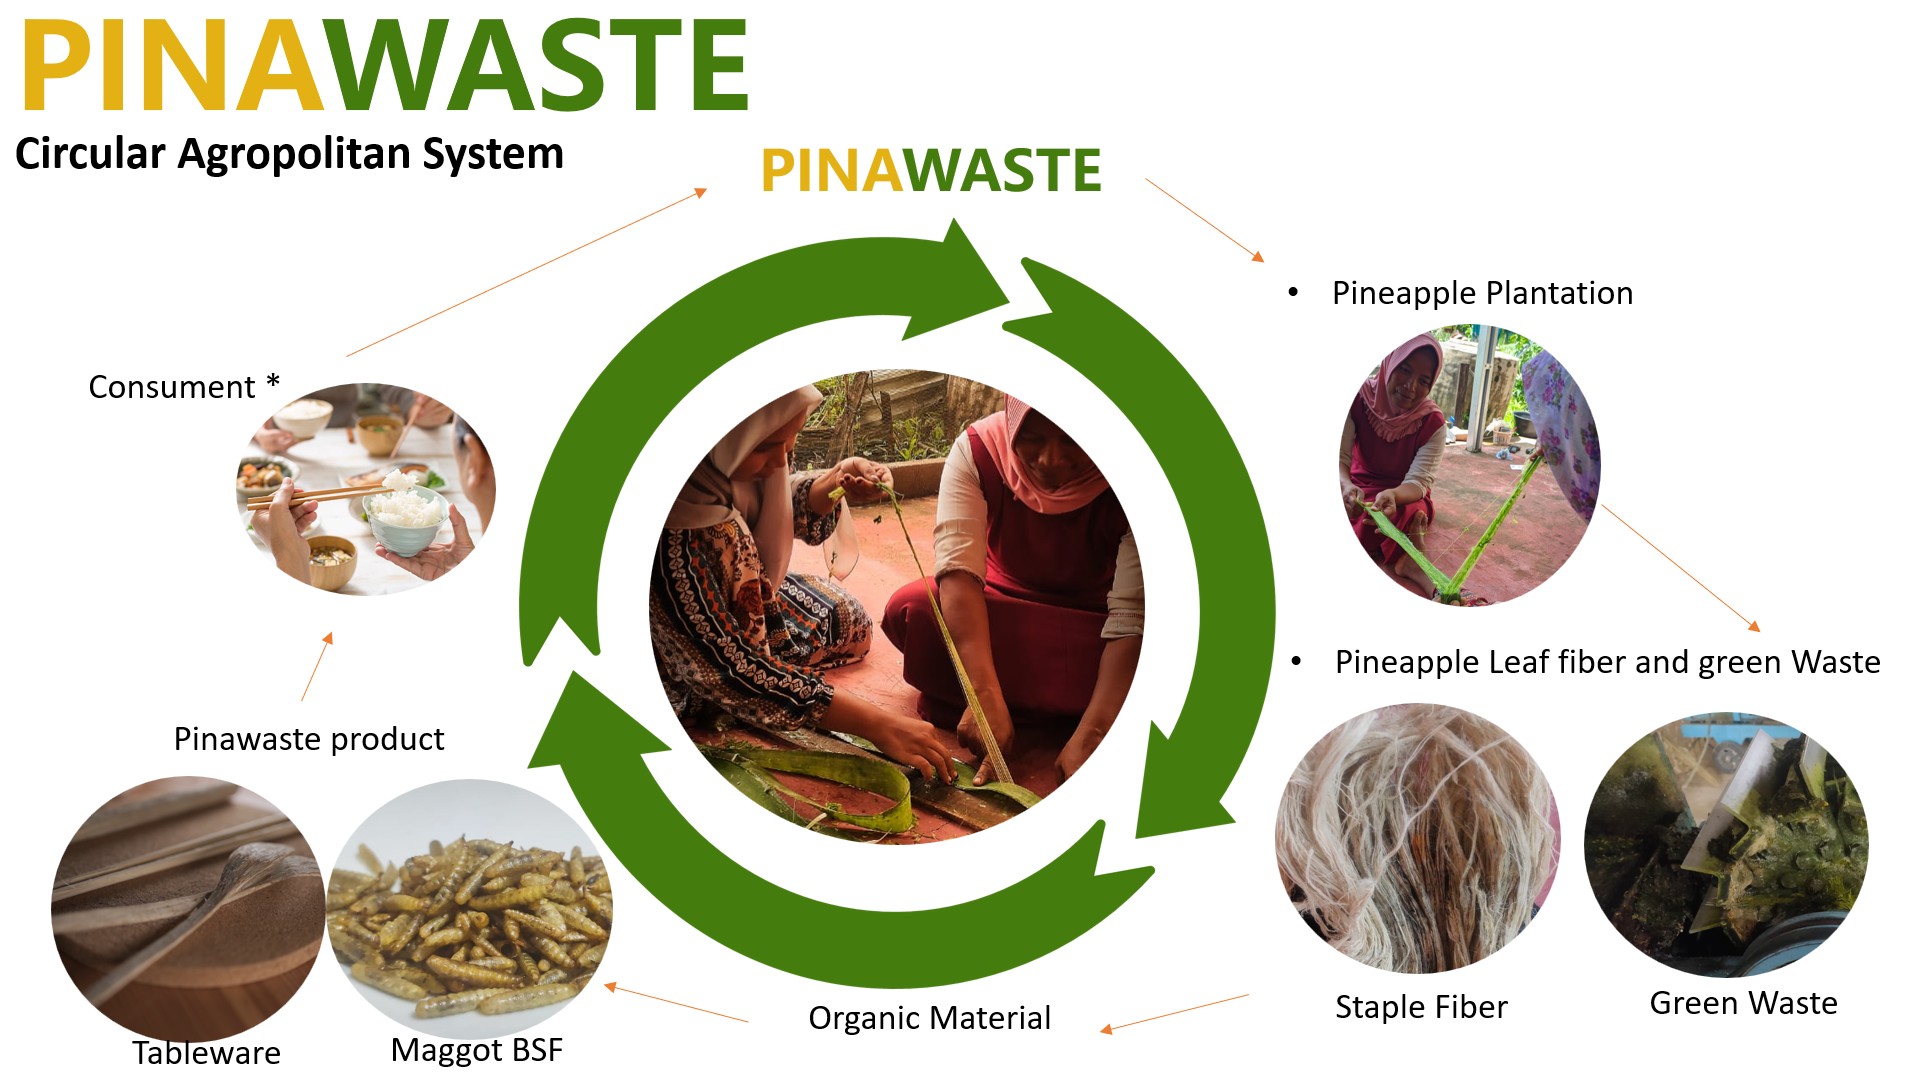 PINAWASTE
Circular Agropolitan System
PINAWASTE
• Pineapple Plantation
Consument *
• Pineapple Leaf fiber and green Waste
Pinawaste product
Organic Material
Staple Fiber
Green Waste
Tableware
Maggot BSF